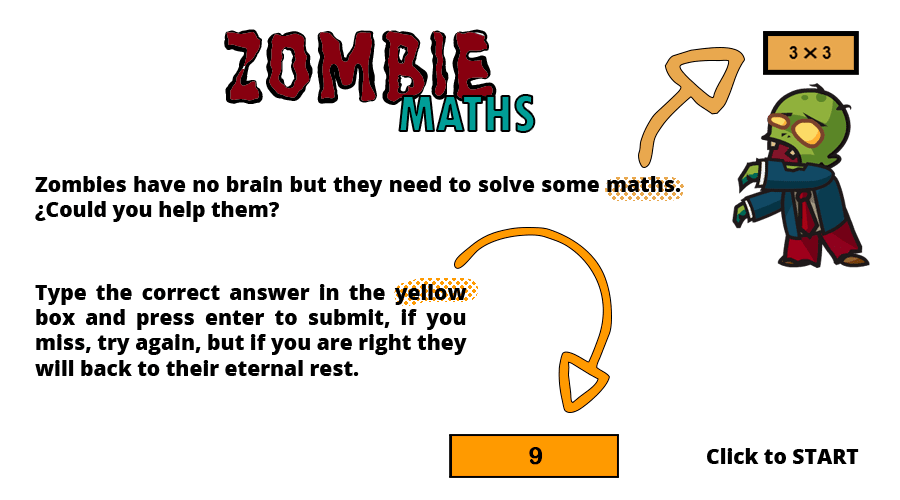 ZOMBIE
MATHS
3 × 3
Zombies have no brain but they need to solve some maths.
¿Could you help them?
Type the correct answer in the yellow
box and press enter to submit, if you
miss, try again, but if you are right they
will back to their eternal rest.
9
Click to START